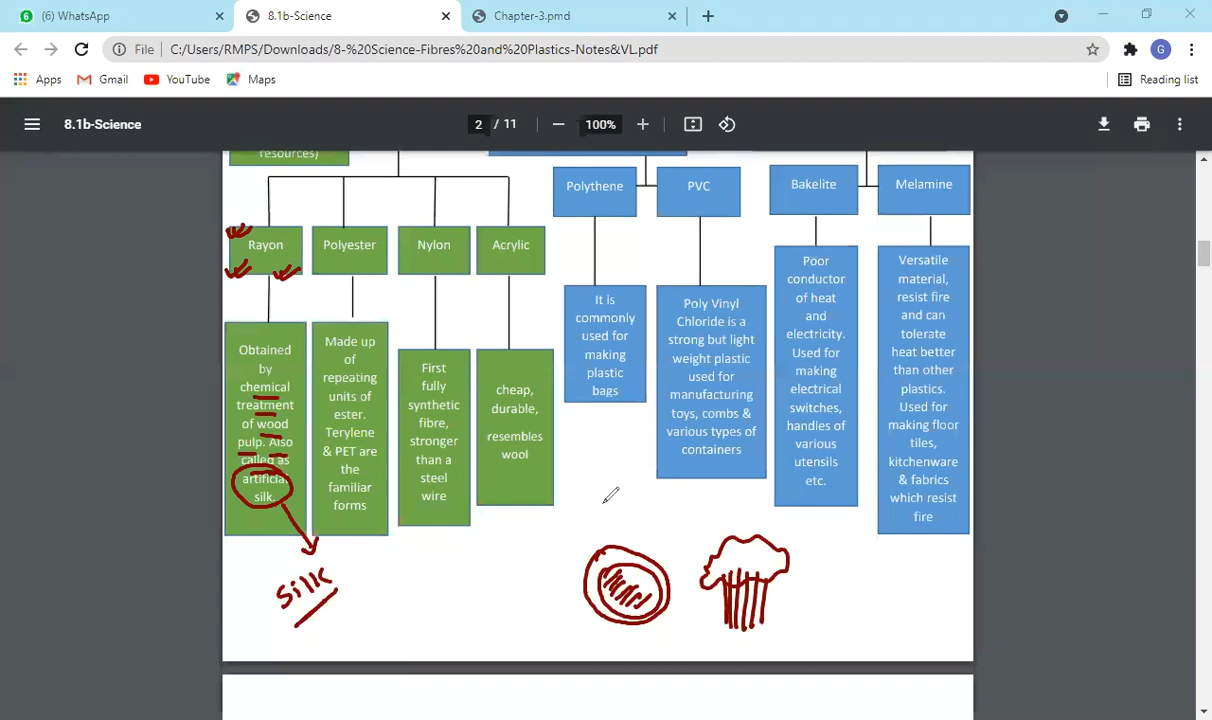 6
(6) WhatsApp
8.1b-Science
Chapter-3.pmd
File
C:/Users/RMPS/Downloads/8-%20Science-Fibres%20and%20Plastics-Notes&VL.pdf
G
Apps
Gmail
YouTube
Maps
Reading list
8.1b-Science
2 / 11
100%
resources)
Rayon
Polyester
Nylon
Acrylic
Polythene
PVC
Bakelite
Melamine
Obtained
by
chemical
treatment
of wood
pulp. Also
called as
artificial
silk.
Made up
of
repeating
units of
ester.
Terylene
& PET are
the
familiar
forms
First
fully
synthetic
fibre,
stronger
than a
steel
wire
cheap,
durable,
resembles
wool
It is
commonly
used for
making
plastic
bags
Poly Vinyl
Chloride is a
strong but light
weight plastic
used for
manufacturing
toys, combs &
various types of
containers
Poor
conductor
of heat
and
electricity.
Used for
making
electrical
switches,
handles of
various
utensils
etc.
Versatile
material,
resist fire
and can
tolerate
heat better
than other
plastics.
Used for
making floor
tiles,
kitchenware
& fabrics
which resist
fire
Silk